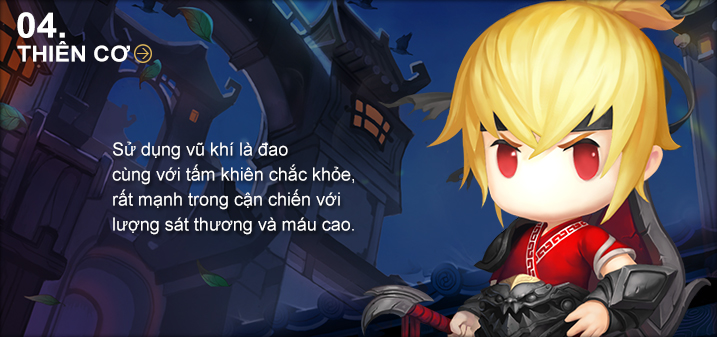 04.
THIÊN CƠ
Sử dụng vũ khí là đao
cùng với tấm khiên chắc khỏe,
rất mạnh trong cận chiến với
lượng sát thương và máu cao.